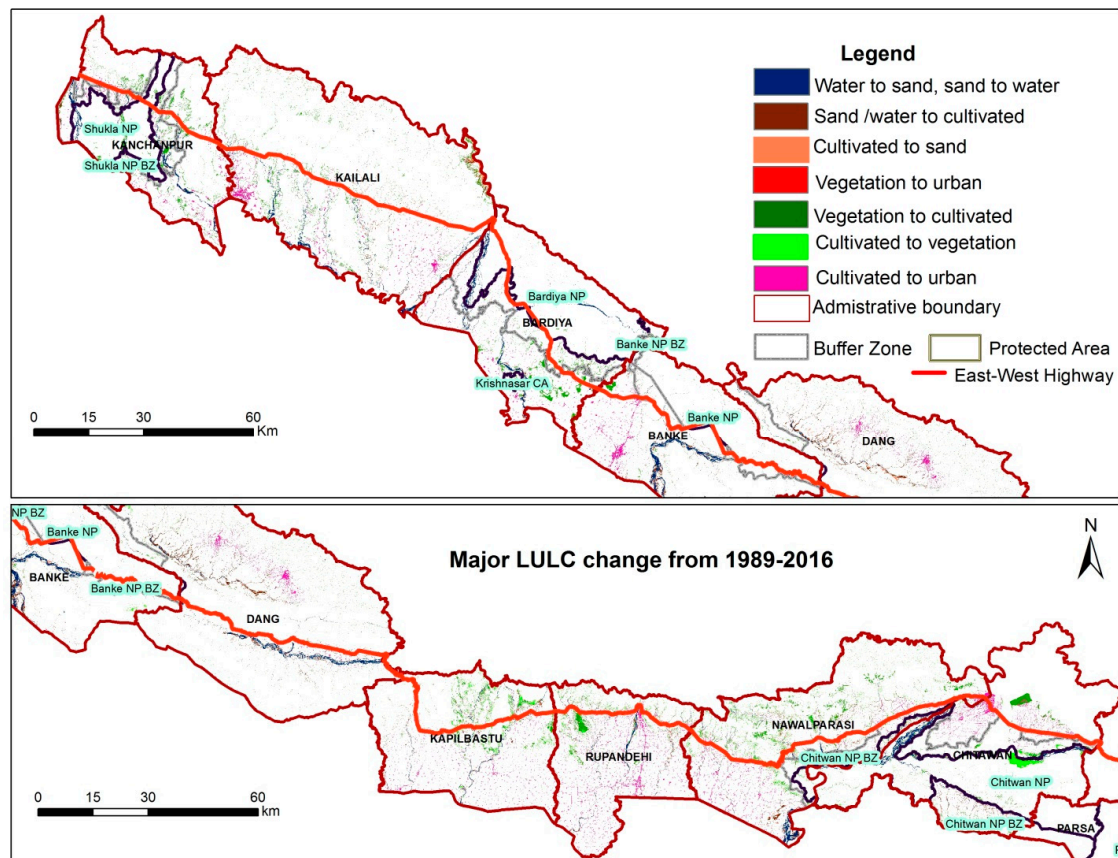 Legend
Water to sand, sand to water
Sand /water to cultivated
Cultivated to sand
Vegetation to urban
Vegetation to cultivated
Cultivated to vegetation
Cultivated to urban
Admistrative boundary
Buffer Zone
Protected Area
East-West Highway
Shukla NP
KANCHANPUR
Shukla NP BZ
KAILALI
Bardiya NP
BARDIYA
Banke NP BZ
Krishnasar CA
Banke NP
BANKE
DANG
0 15 30 60
Km
NP, BZ
Banke NP
BANKE
Banke NP, BZ
DANG
Major LULC change from 1989-2016
N
KAPILBASTU
RUPANDEHI
NAWALPARASI
Chitwan NP BZ
CHITAWAN
Chitwan NP
Chitwan NP BZ
PARSA
0 15 30 60
Km